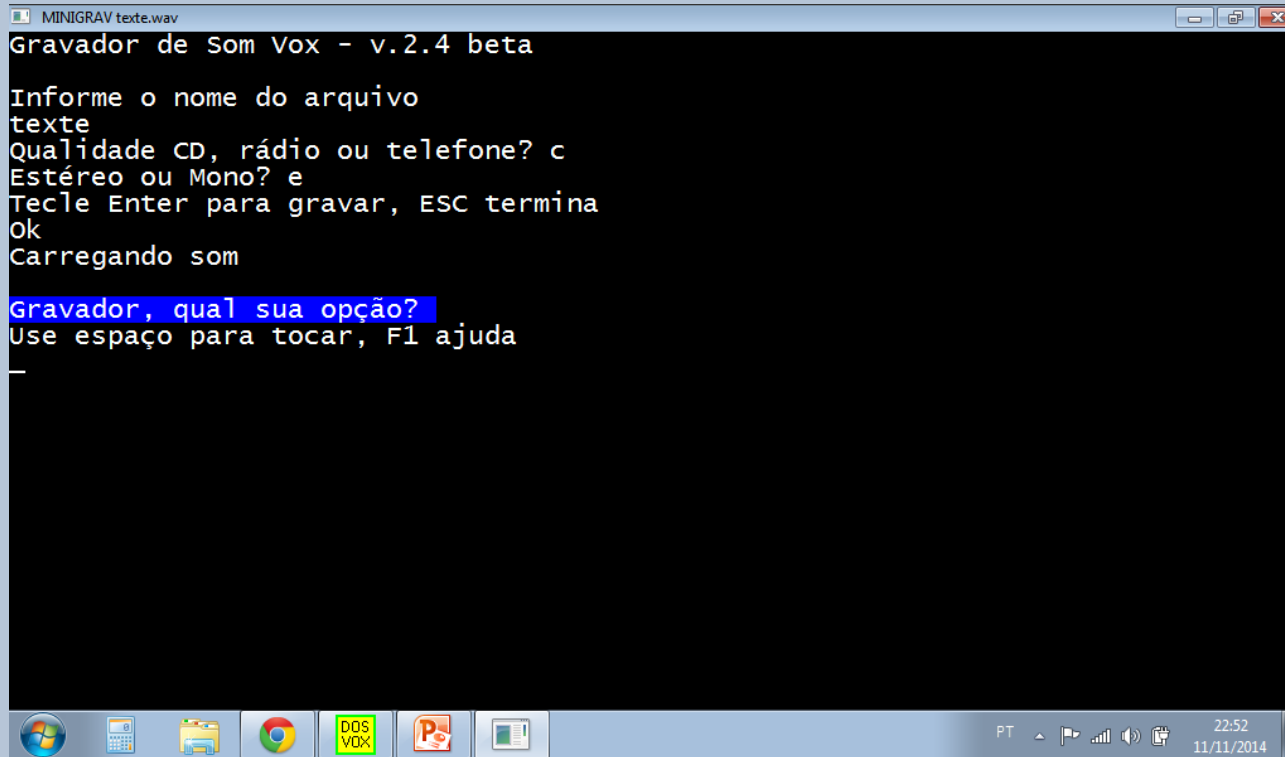 MINIGRAV texte.wav
Gravador de Som Vox - v.2.4 beta
Informe o nome do arquivo
texte
Qualidade CD, rádio ou telefone? c
Estéreo ou Mono? e
Tecle Enter para gravar, ESC termina
Ok
Carregando som
Gravador, qual sua opção?
Use espaço para tocar, F1 ajuda
DOS
VOX
PT
22:52
11/11/2014